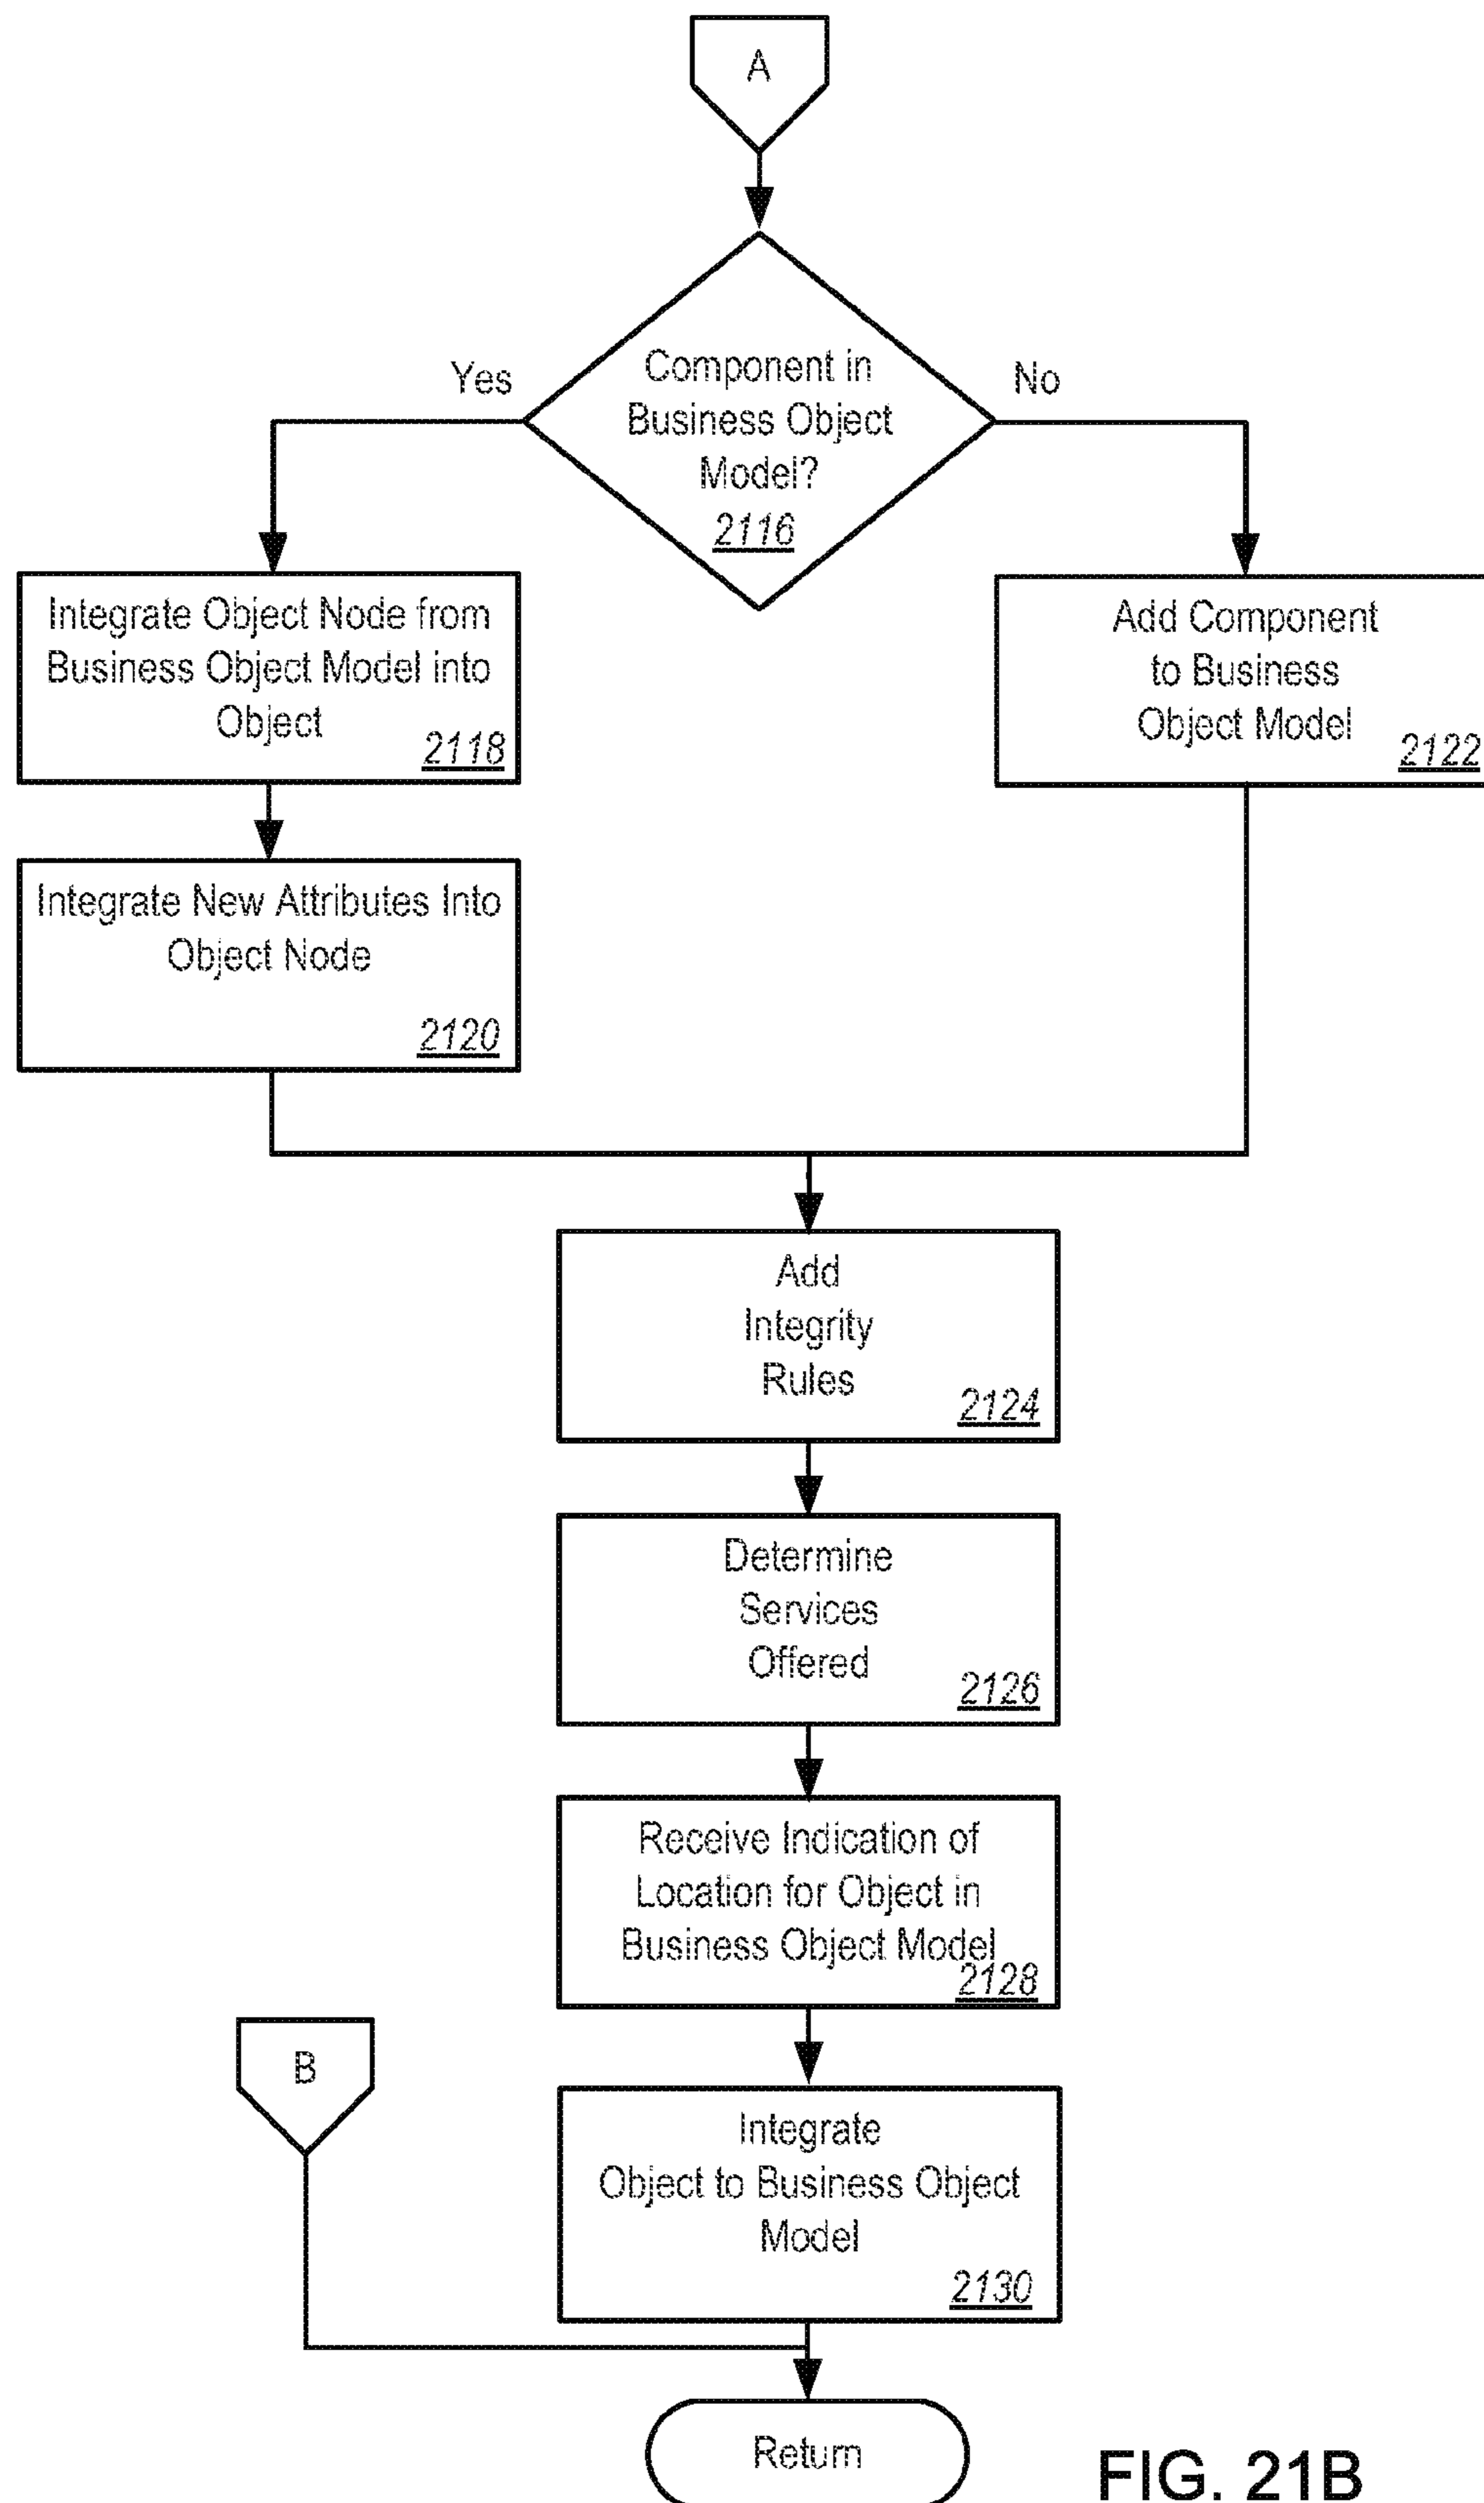 A
Yes
Component in
Business Object
Model?
2116
No
Integrate Object Node from
Business Object Model into
Object
2118
Add Component
to Business
Object Model
2122
Integrate New Attributes Into
Object Node
2120
Add
Integrity
Rules
2124
Determine
Services
Offered
2126
Receive Indication of
Location for Object in
Business Object Model
2128
B
Integrate
Object to Business Object
Model
2130
Return
FIG. 21B